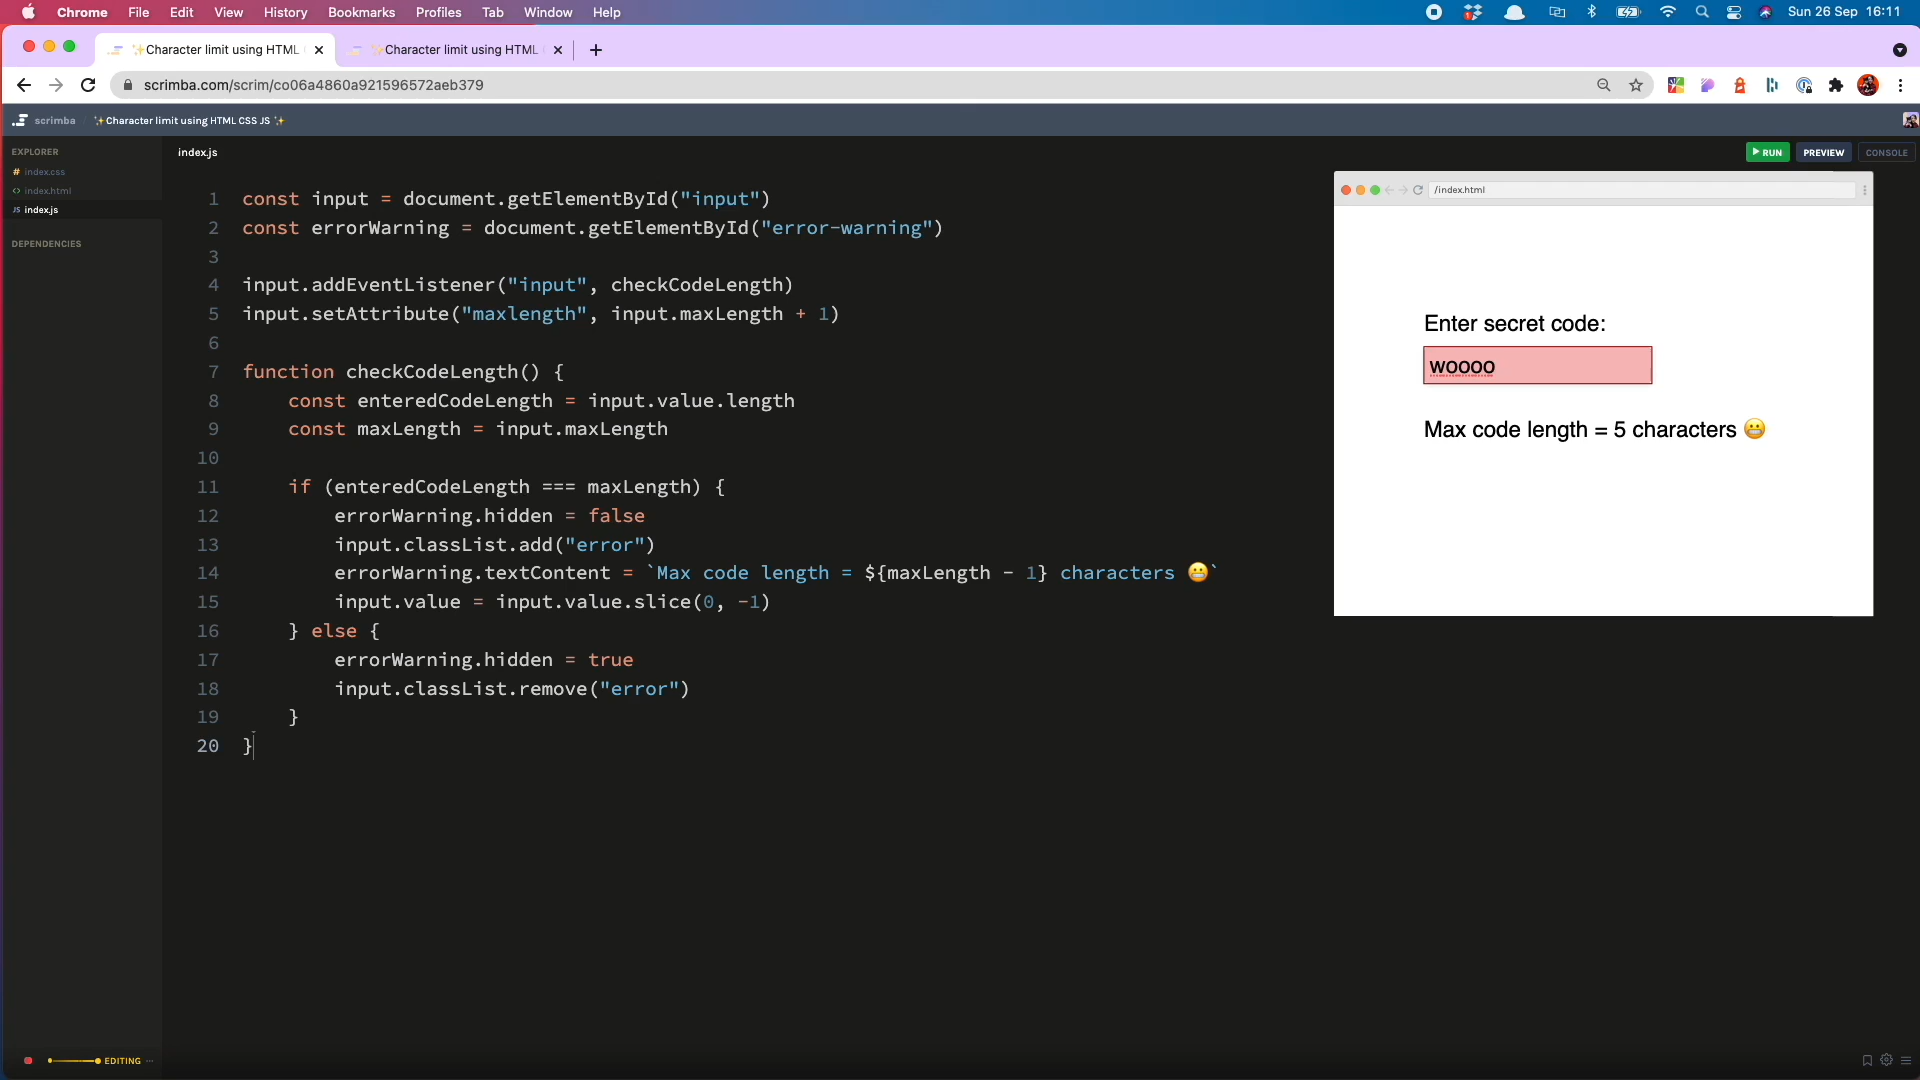 Chrome File Edit View History Bookmarks Profiles Tab Window Help Sun 26 Sep 16:11
✨Character limit using HTML ✨Character limit using HTML
scrimba.com/scrim/co06a4860a921596572aeb379
scrimba / ✨Character limit using HTML CSS JS ✨
EXPLORER
# index.css
<> index.html
JS index.js
DEPENDENCIES
index.js
RUN PREVIEW CONSOLE
1 const input = document.getElementById("input")
2 const errorWarning = document.getElementById("error-warning")
3
4 input.addEventListener("input", checkCodeLength)
5 input.setAttribute("maxlength", input.maxLength + 1)
6
7 function checkCodeLength() {
8 const enteredCodeLength = input.value.length
9 const maxLength = input.maxLength
10
11 if (enteredCodeLength === maxLength) {
12 errorWarning.hidden = false
13 input.classList.add("error")
14 errorWarning.textContent = `Max code length = ${maxLength - 1} characters 😬`
15 input.value = input.value.slice(0, -1)
16 } else {
17 errorWarning.hidden = true
18 input.classList.remove("error")
19 }
20 }
/index.html
Enter secret code:
woooo
Max code length = 5 characters 😬
EDITING ...